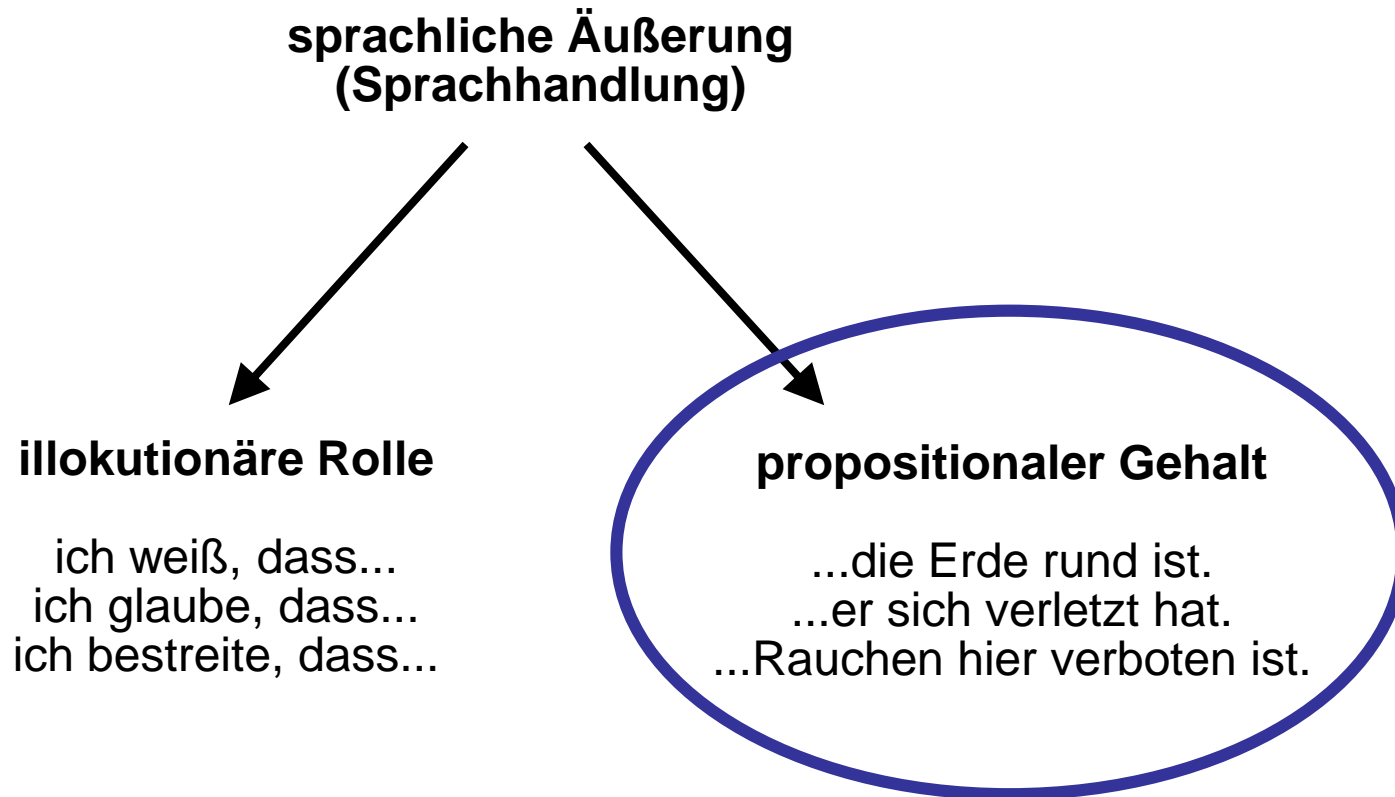 sprachliche Äußerung
(Sprachhandlung)
illokutionäre Rolle
ich weiß, dass...
ich glaube, dass...
ich bestreite, dass...
propositionaler Gehalt
...die Erde rund ist.
...er sich verletzt hat.
...Rauchen hier verboten ist.